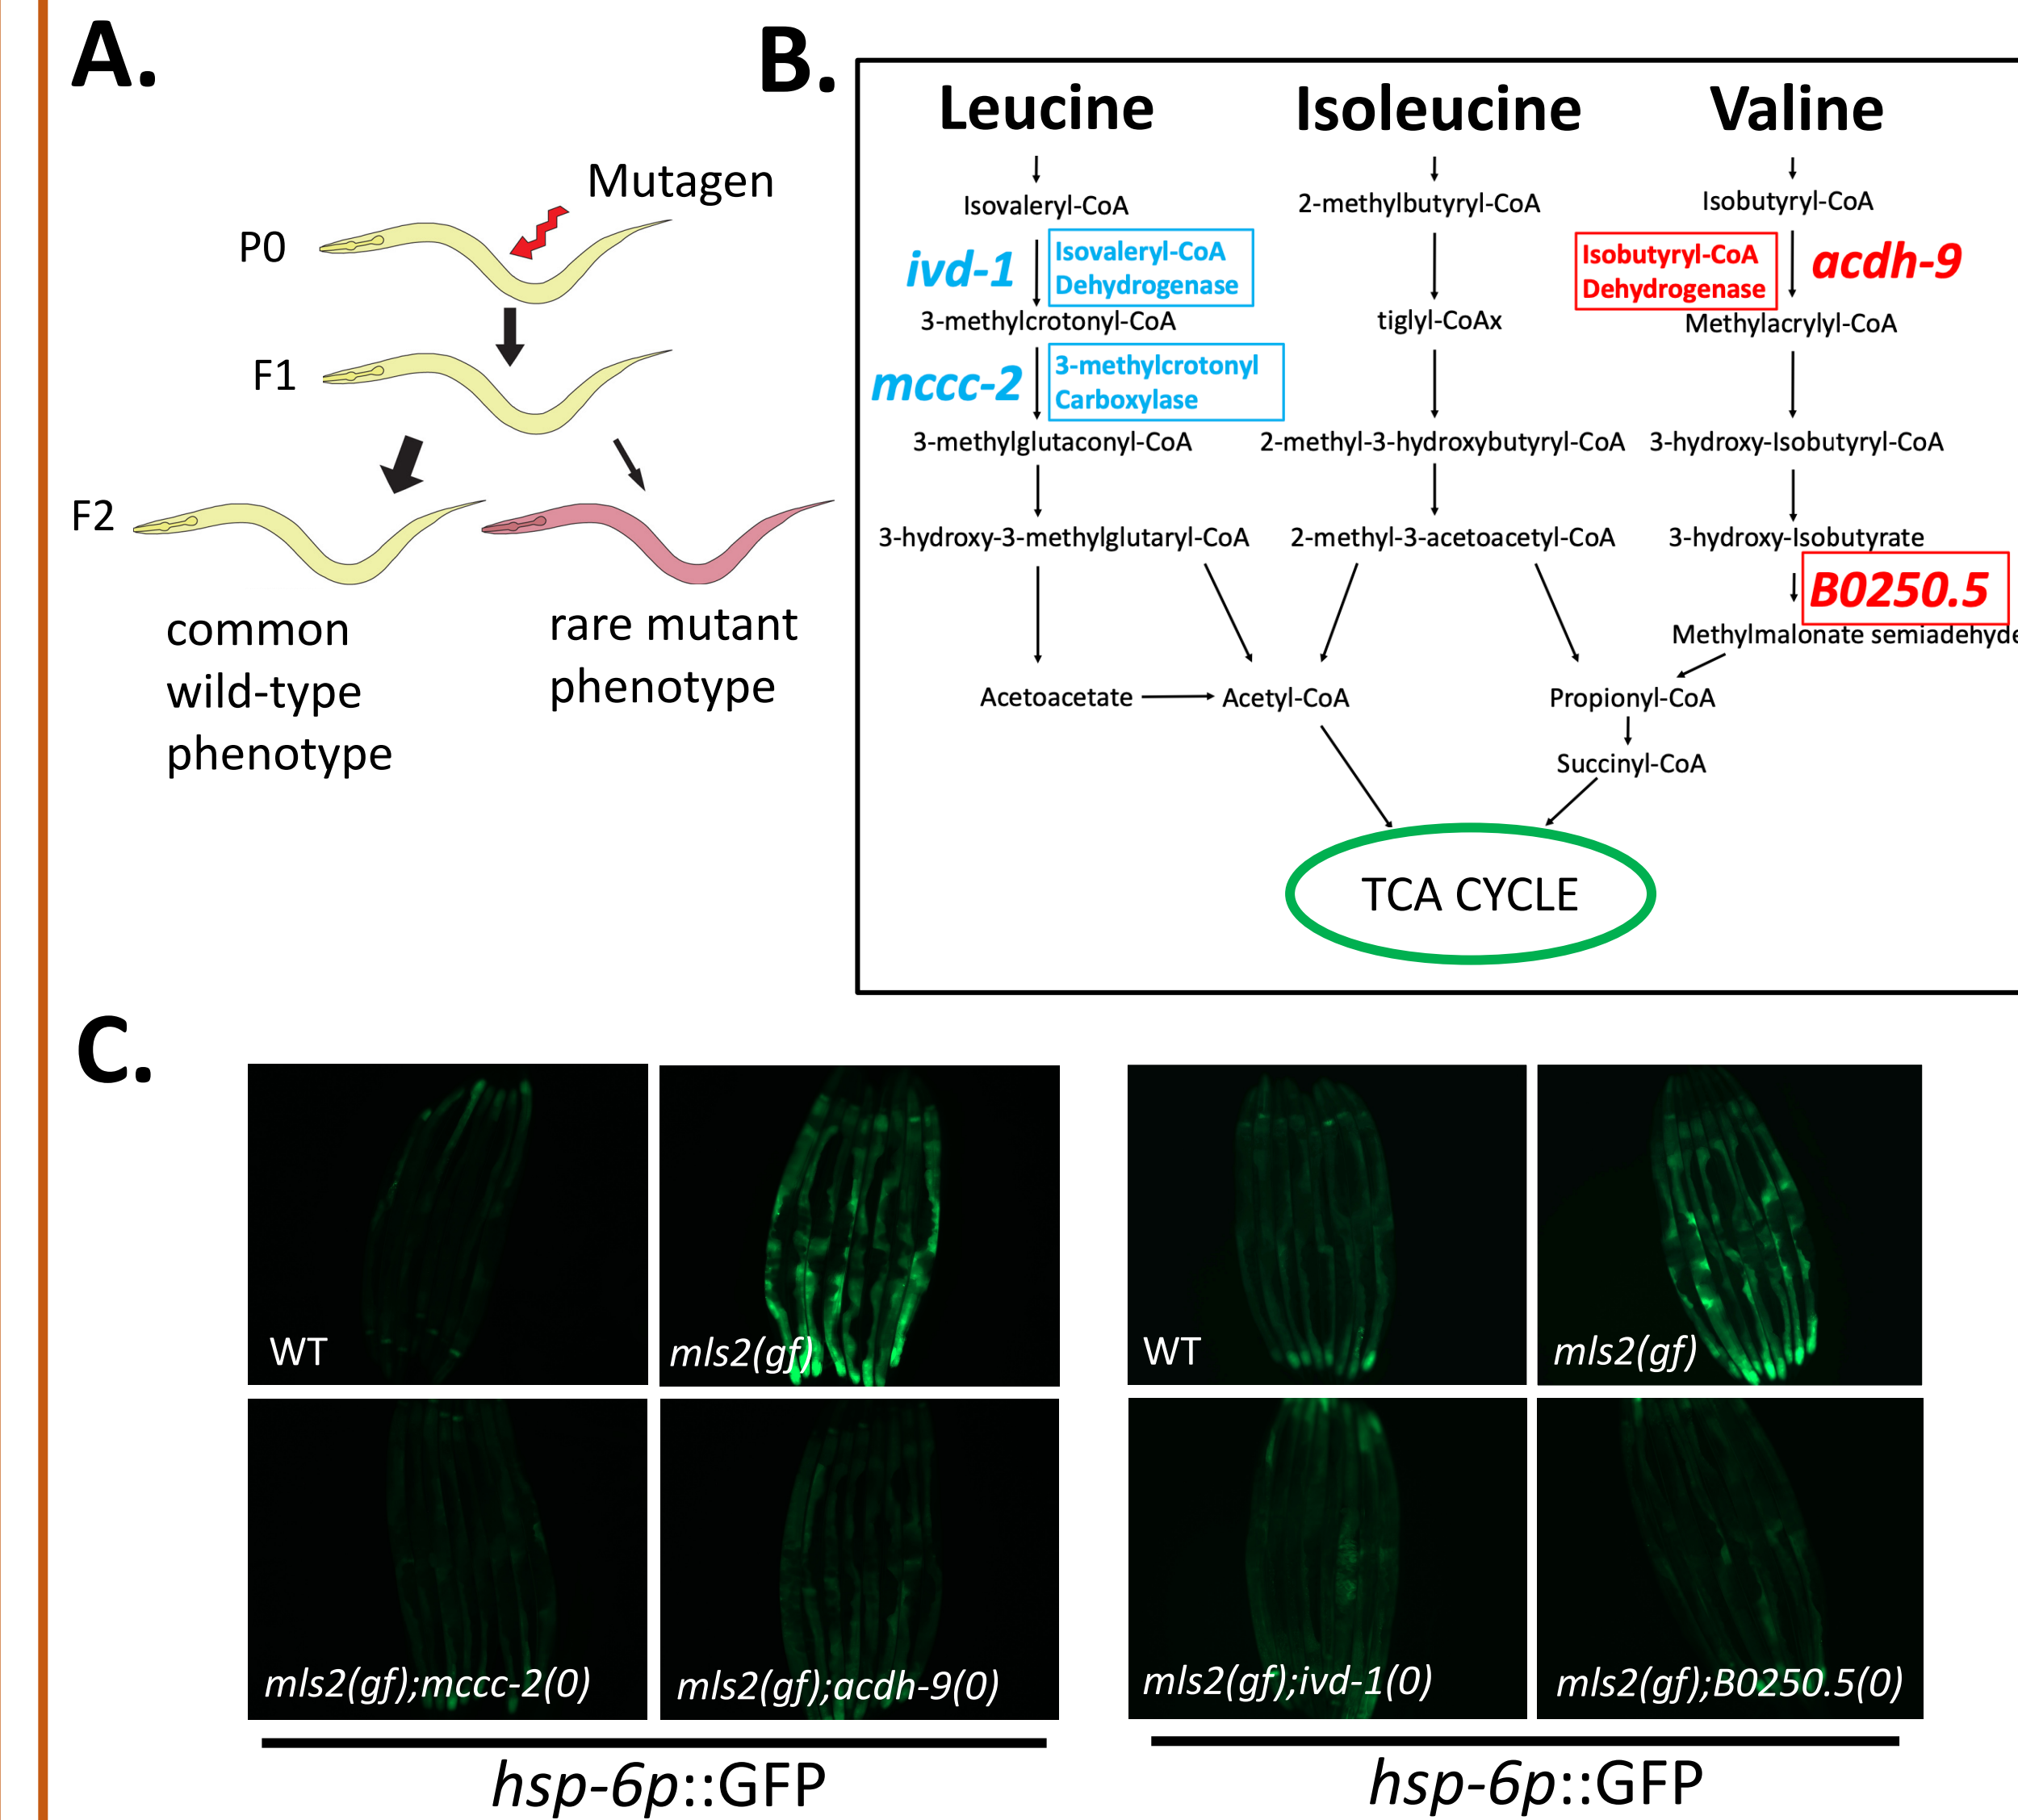 A.
Mutagen
P0
F1
F2
common
wild-type
phenotype
rare mutant
phenotype
B.
Leucine
Isoleucine
Valine
Isovaleryl-CoA
2-methylbutyryl-CoA
Isobutyryl-CoA
ivd-1
Isovaleryl-CoA
Dehydrogenase
Isobutyryl-CoA
Dehydrogenase
acdh-9
3-methylcrotonyl-CoA
tiglyl-CoAx
Methylacrylyl-CoA
mccc-2
3-methylcrotonyl
Carboxylase
3-methylglutaconyl-CoA
2-methyl-3-hydroxybutyryl-CoA
3-hydroxy-Isobutyryl-CoA
3-hydroxy-3-methylglutaryl-CoA
2-methyl-3-acetoacetyl-CoA
3-hydroxy-Isobutyrate
B0250.5
Methylmalonate semiadehyde
Acetoacetate
Acetyl-CoA
Propionyl-CoA
Succinyl-CoA
TCA CYCLE
C.
WT
mls2(gf)
WT
mls2(gf)
mls2(gf);mccc-2(0)
mls2(gf);acdh-9(0)
mls2(gf);ivd-1(0)
mls2(gf);B0250.5(0)
hsp-6p::GFP
hsp-6p::GFP